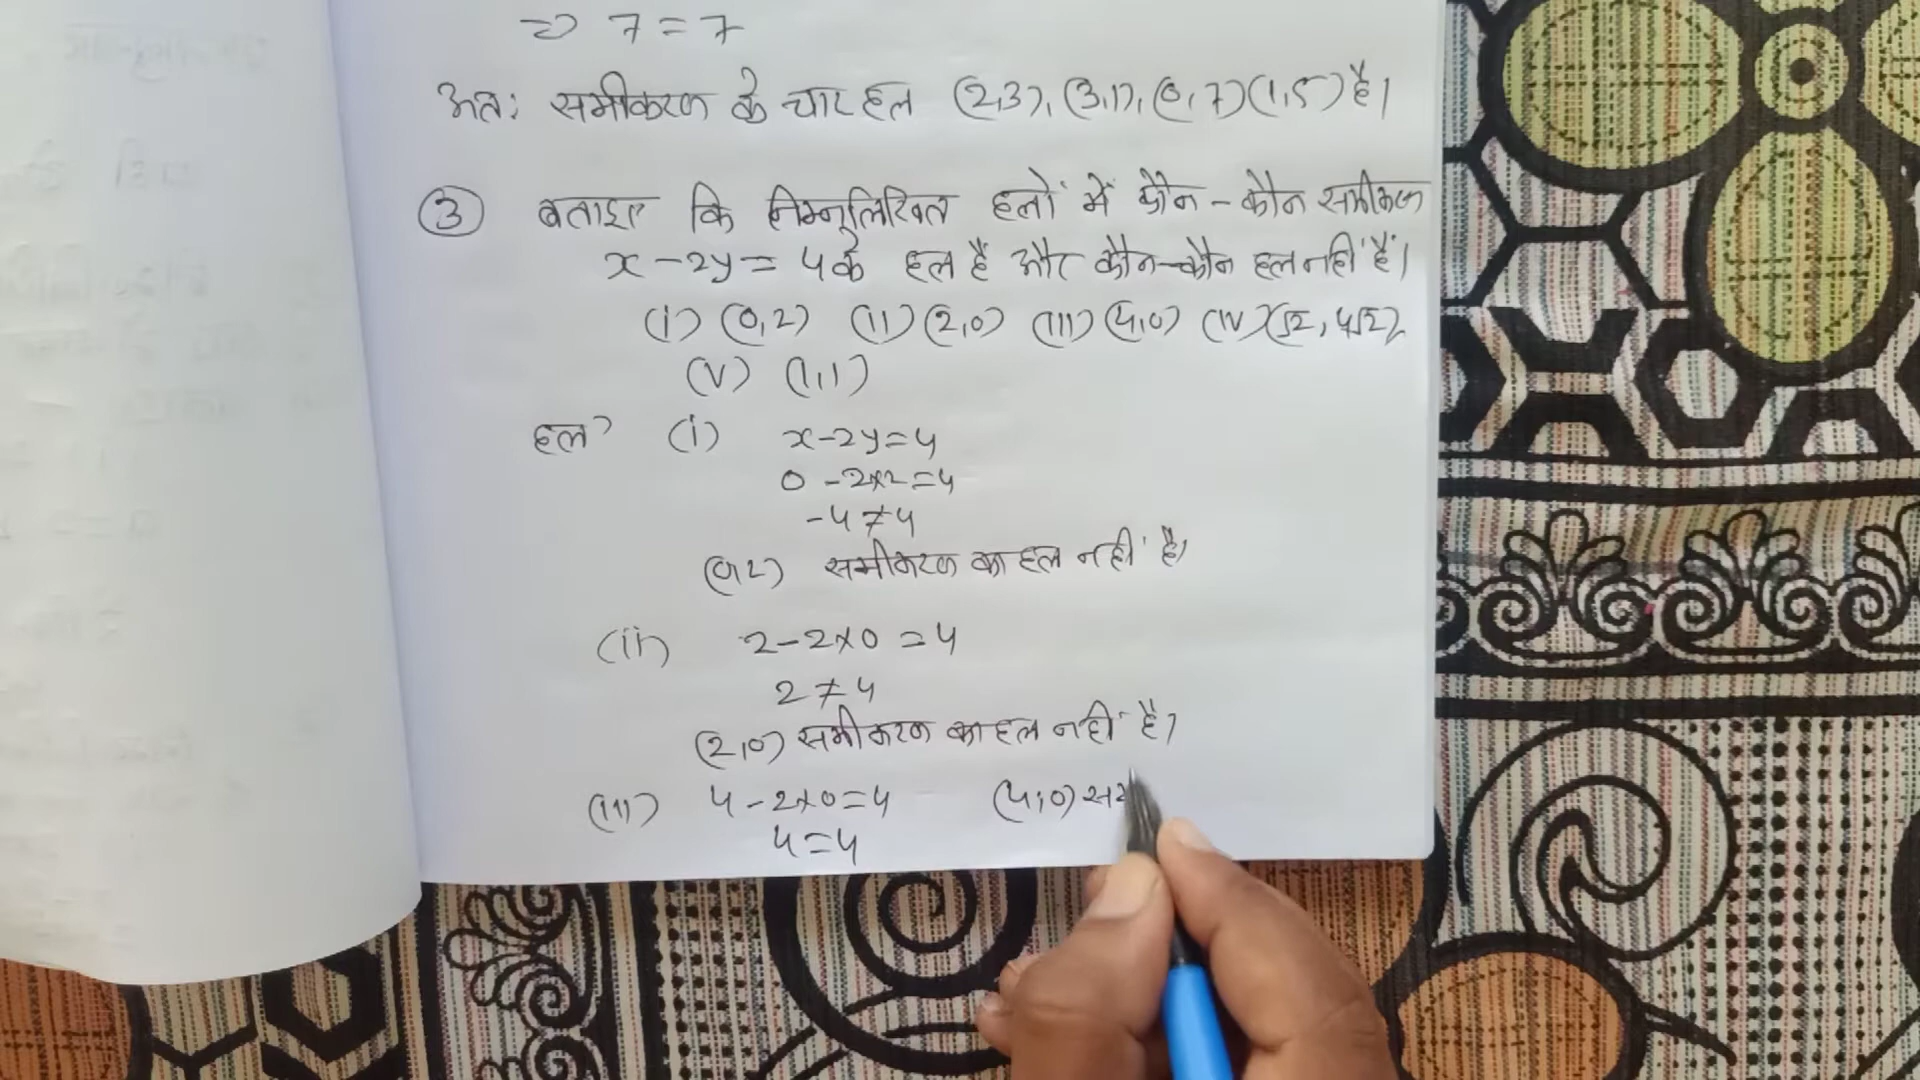 => 7 = 7
अतः समीकरण के चार हल (2,3), (3,1), (0,7) (1,5) है।
③ बताइए कि निम्नलिखित हलों में कौन-कौन समीकरण
x-2y = 4 के हल हैं और कौन-कौन हल नहीं हैं।
(i) (0,2) (ii) (2,0) (iii) (4,0) (iv) (√2, 4√2),
(v) (1,1)
हल (i) x-2y=4
0 - 2×2 = 4
-4 ≠ 4
(0,2) समीकरण का हल नहीं है।
(ii) 2-2×0 = 4
2 ≠ 4
(2,0) समीकरण का हल नहीं है।
(iii) 4-2×0=4 (4,0)
4=4